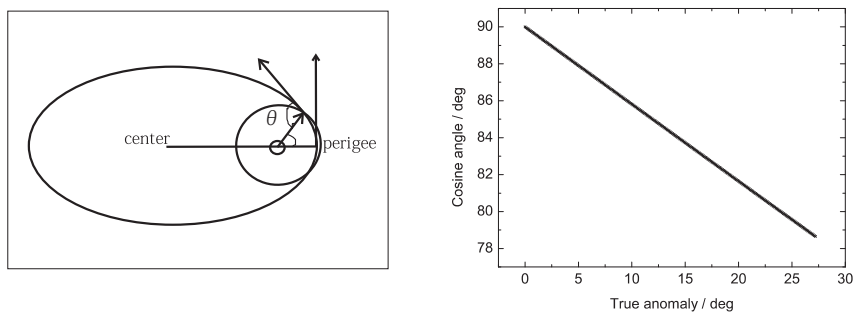 θ
center
perigee
90
88
86
84
82
80
78
Cosine angle / deg
0 5 10 15 20 25 30
True anomaly / deg